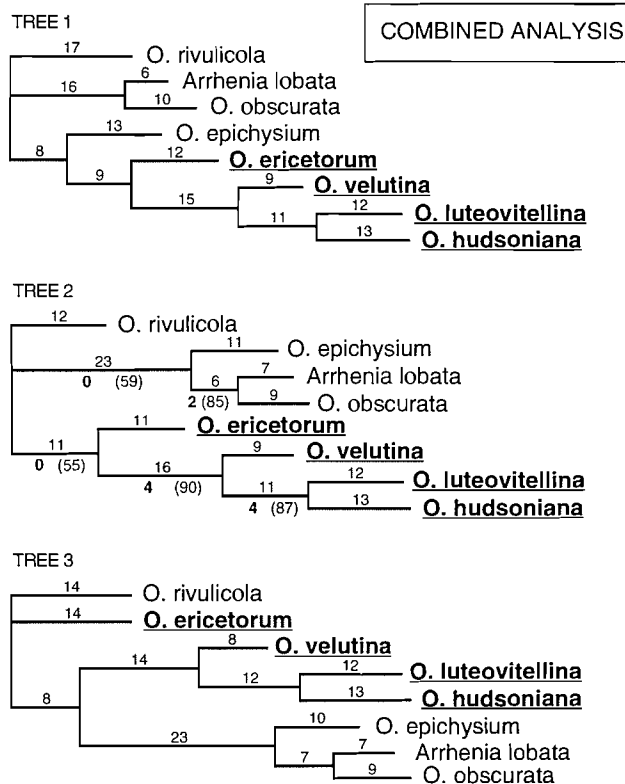 TREE 1
COMBINED ANALYSIS
17
O. rivulicola
6
Arrhenia lobata
16
10
O. obscurata
13
O. epichysium
8
12
O. ericetorum
9
9
O. velutina
15
12
O. luteovitellina
11
13
O. hudsoniana
TREE 2
12
O. rivulicola
11
O. epichysium
23
0 (59)
7
Arrhenia lobata
6
2 (85)
9
O. obscurata
11
O. ericetorum
11
0 (55)
9
O. velutina
16
4 (90)
12
O. luteovitellina
11
4 (87)
13
O. hudsoniana
TREE 3
14
O. rivulicola
14
O. ericetorum
8
O. velutina
14
12
O. luteovitellina
12
13
O. hudsoniana
8
10
O. epichysium
23
7
Arrhenia lobata
7
9
O. obscurata